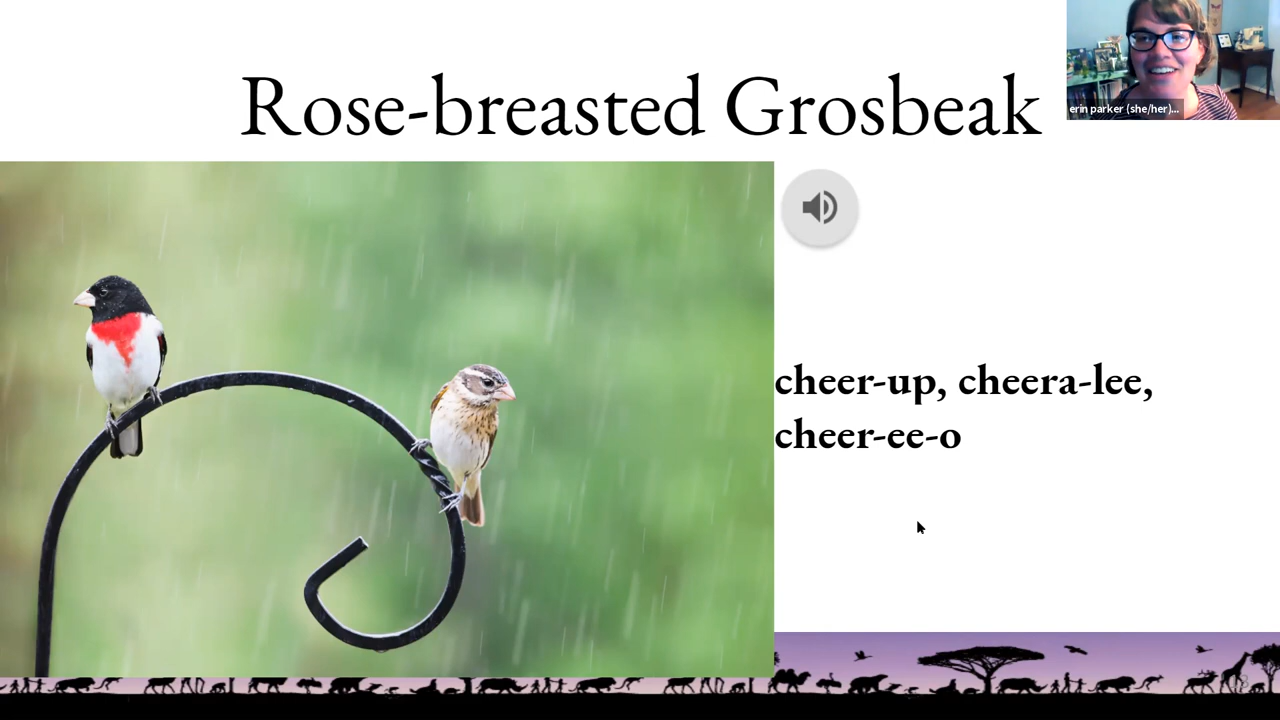 Rose-breasted Grosbeak
erin parker (she/her)...
cheer-up, cheera-lee,
cheer-ee-o